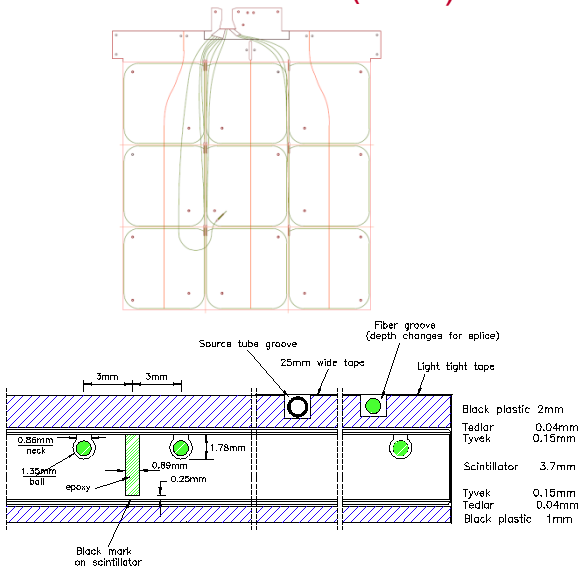 Fiber groove
(depth changes for splice)
Source tube groove
25mm wide tape
Light tight tape
3mm 3mm
Black plastic 2mm
Tedlar 0.04mm
Tyvek 0.15mm
0.86mm
neck
1.78mm
Scintillator 3.7mm
1.35mm
ball
0.89mm
epoxy
0.25mm
Tyvek 0.15mm
Tedlar 0.04mm
Black plastic 1mm
Black mark
on scintillator